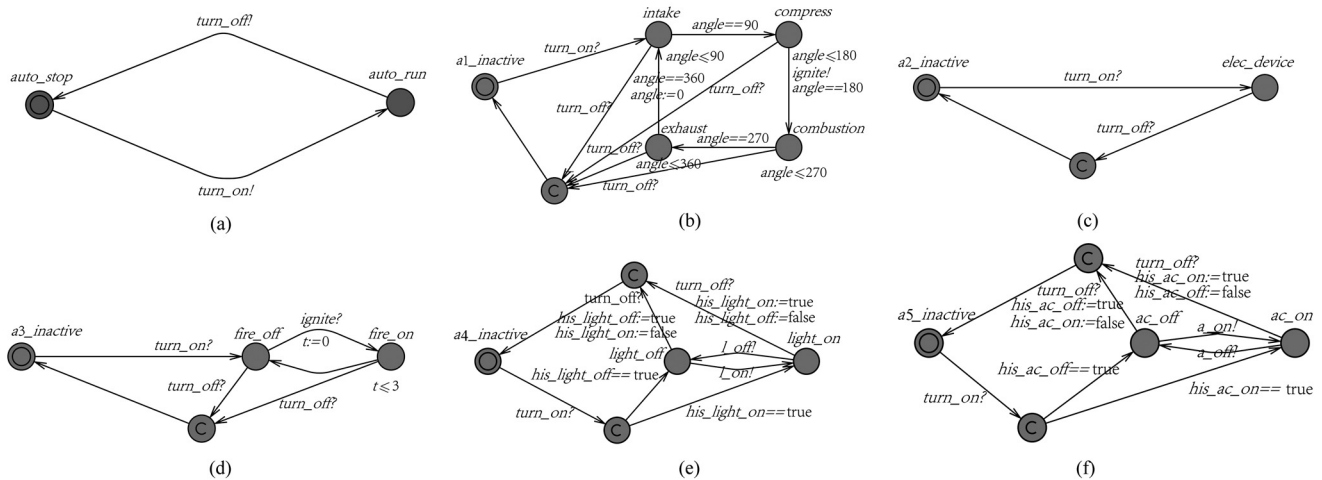 turn_off!
auto_stop
auto_run
turn_on!
(a)
intake
compress
angle==90
turn_on?
a1_inactive
angle⩽90
angle==360
angle:=0
angle⩽180
ignite!
angle==180
turn_off?
turn_off?
exhaust
angle==270
combustion
turn_off?
angle⩽360
turn_off?
angle⩽270
C
(b)
a2_inactive
turn_on?
elec_device
turn_off?
C
(c)
a3_inactive
turn_on?
fire_off
ignite?
t:=0
fire_on
turn_off?
turn_off?
t⩽3
C
(d)
C
turn_off?
turn_off?
his_light_on:=true
his_light_off:=true
his_light_off:=false
his_light_on:=false
a4_inactive
light_off
light_on
l_off!
l_on!
his_light_off==true
turn_on?
his_light_on==true
C
(e)
C
turn_off?
his_ac_on:=true
his_ac_off:=false
turn_off?
his_ac_off:=true
his_ac_on:=false
a5_inactive
ac_off
a_on!
ac_on
a_off!
his_ac_off==true
turn_on?
his_ac_on==true
C
(f)